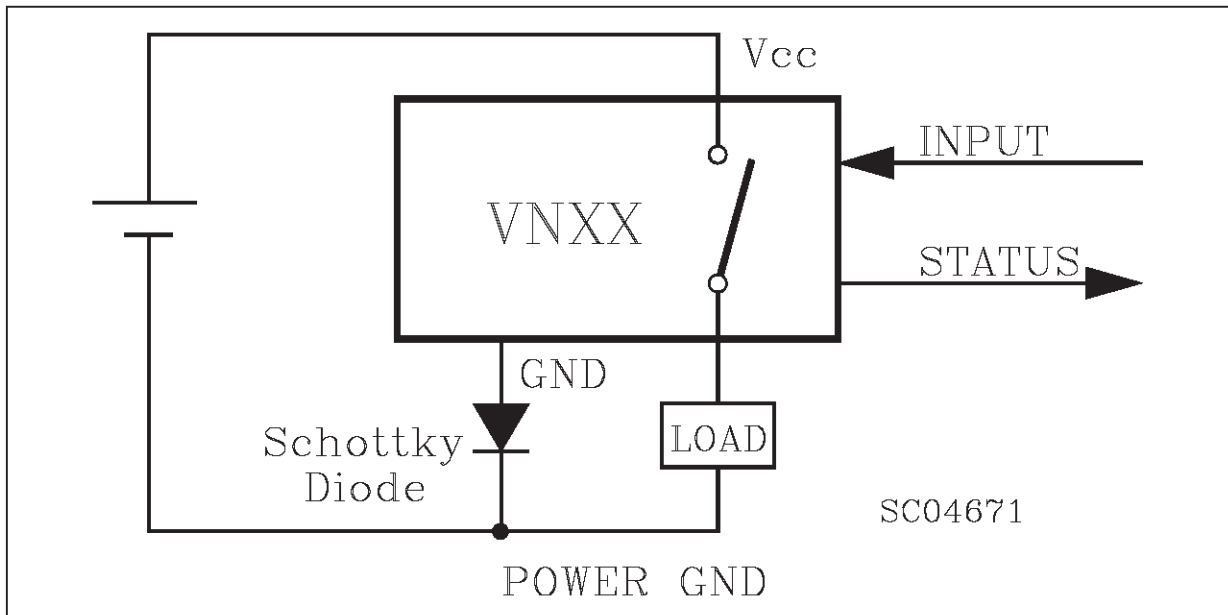 Vcc
INPUT
VNXX
STATUS
GND
Schottky
Diode
LOAD
SC04671
POWER GND